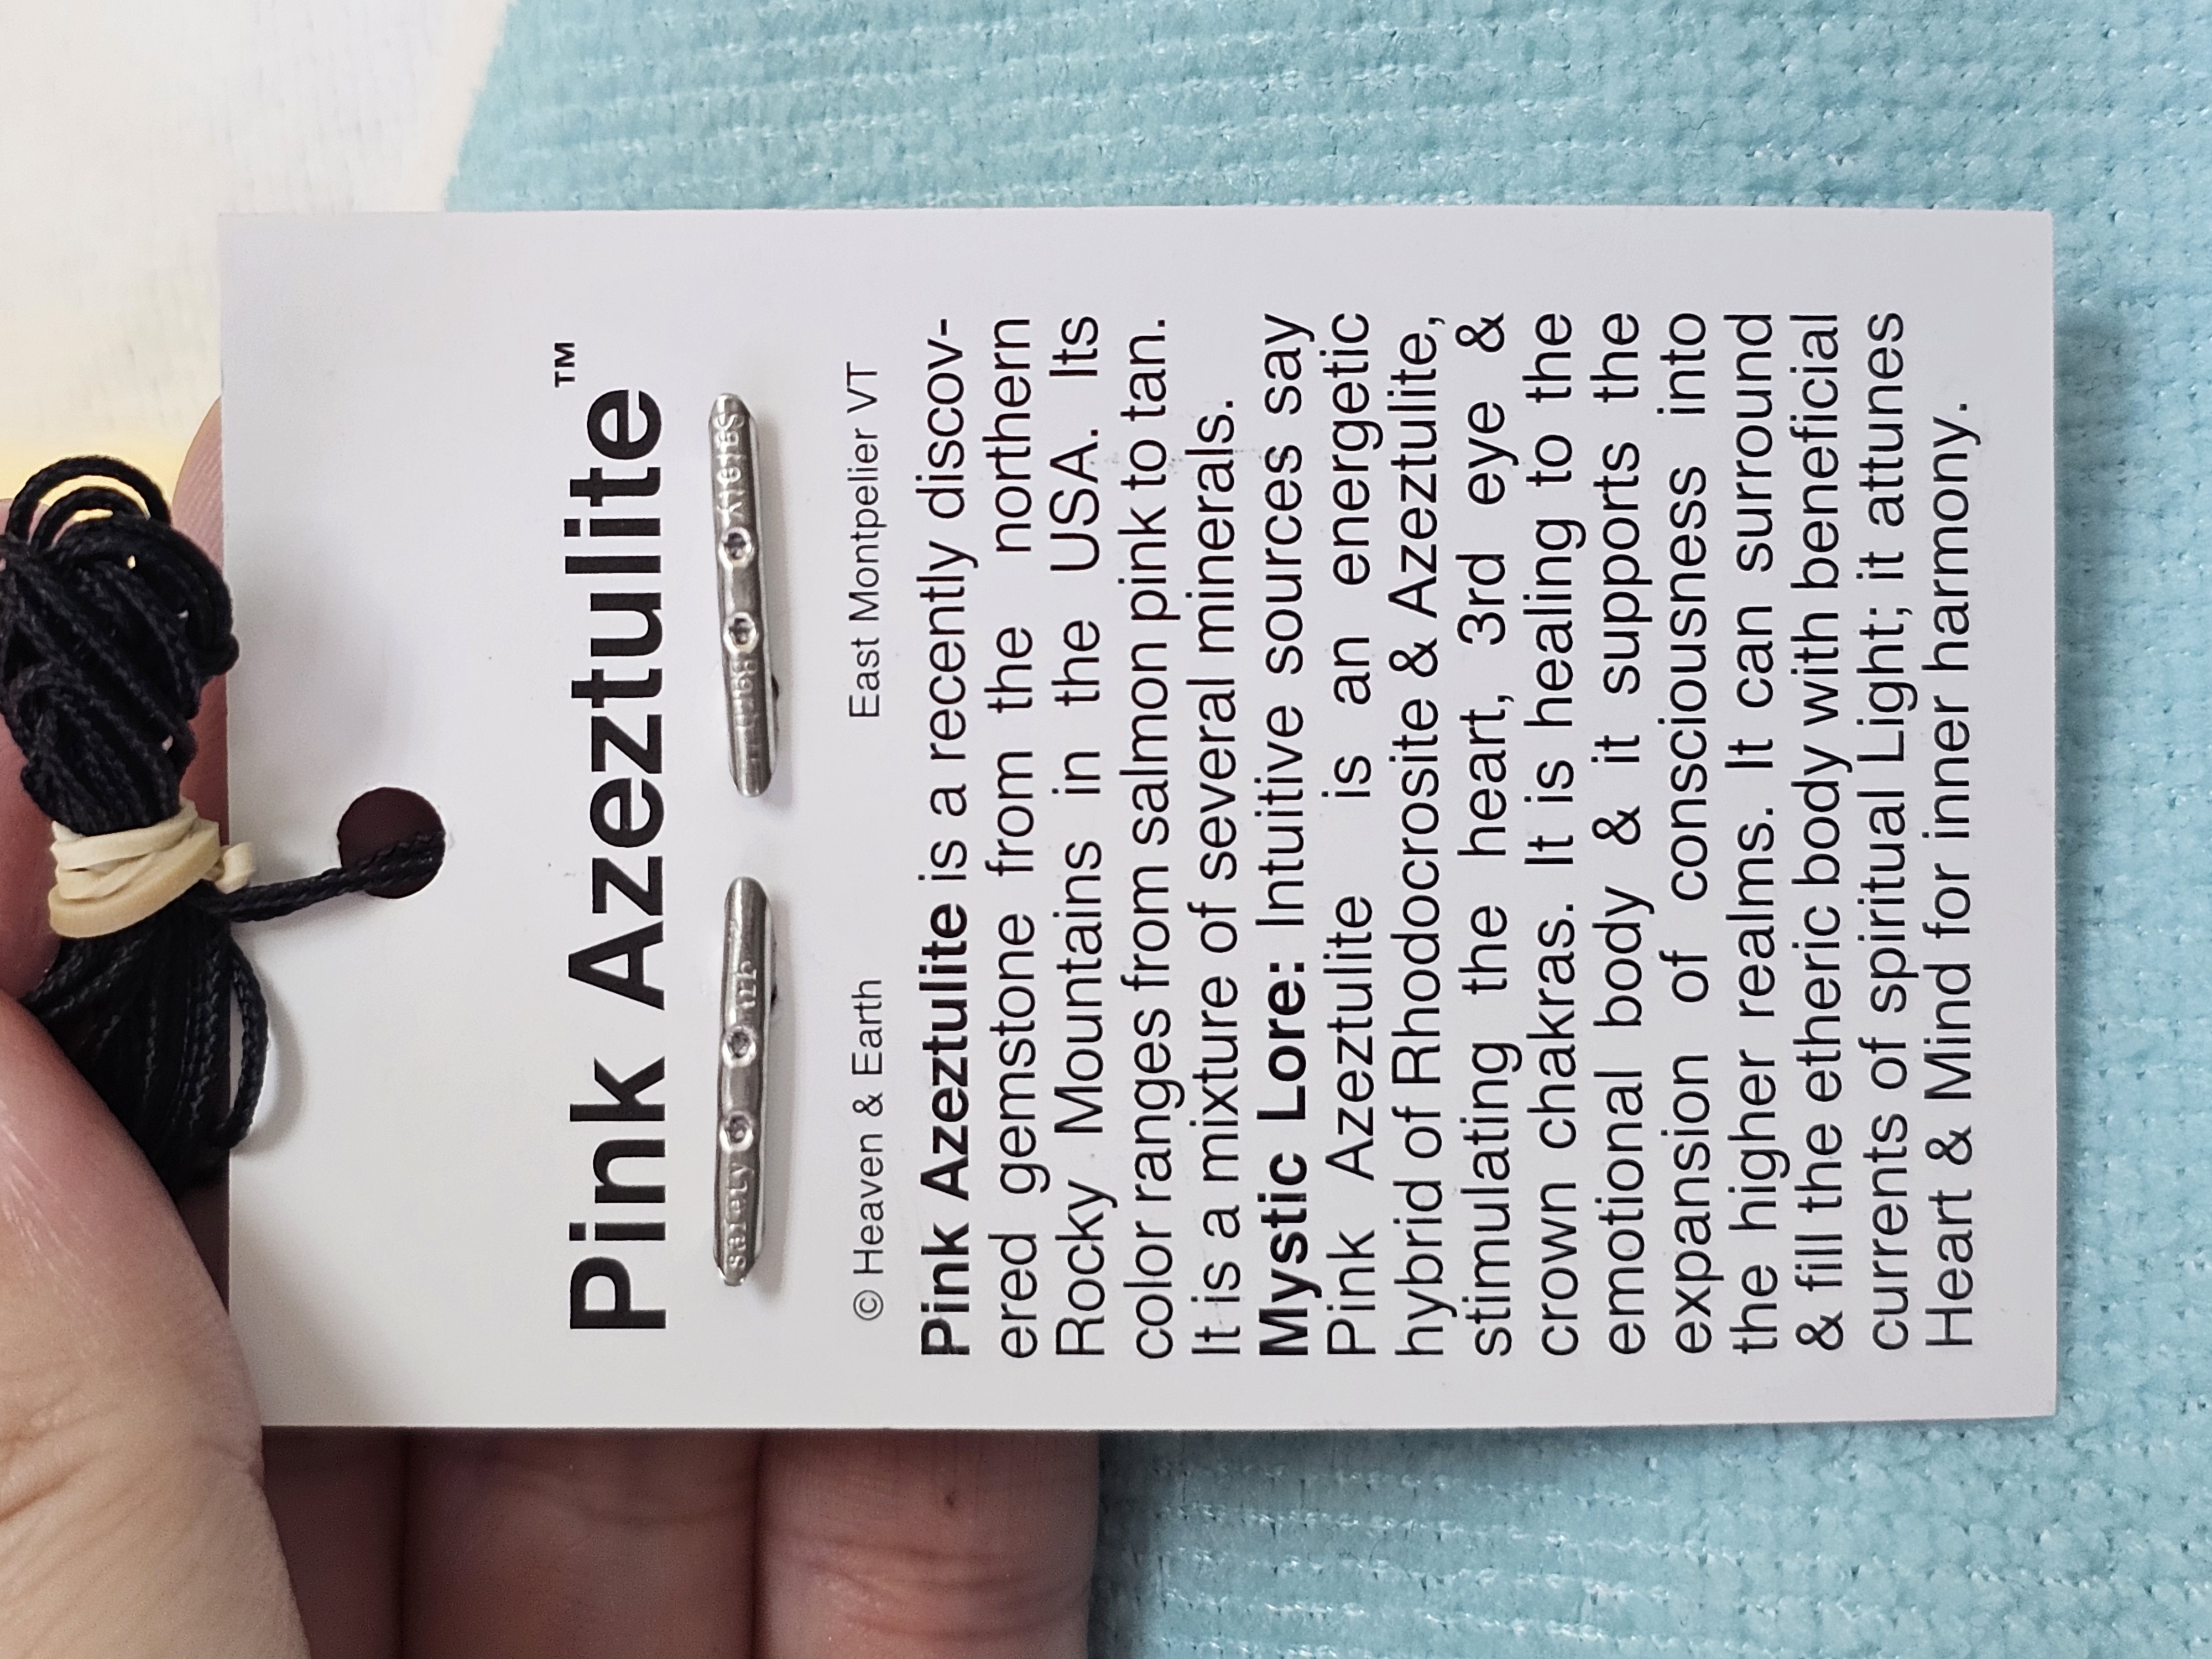 Pink Azeztulite™
© Heaven & Earth East Montpelier VT
Pink Azeztulite is a recently discov-
ered gemstone from the northern
Rocky Mountains in the USA. Its
color ranges from salmon pink to tan.
It is a mixture of several minerals.
Mystic Lore: Intuitive sources say
Pink Azeztulite is an energetic
hybrid of Rhodocrosite & Azeztulite,
stimulating the heart, 3rd eye &
crown chakras. It is healing to the
emotional body & it supports the
expansion of consciousness into
the higher realms. It can surround
& fill the etheric body with beneficial
currents of spiritual Light; it attunes
Heart & Mind for inner harmony.